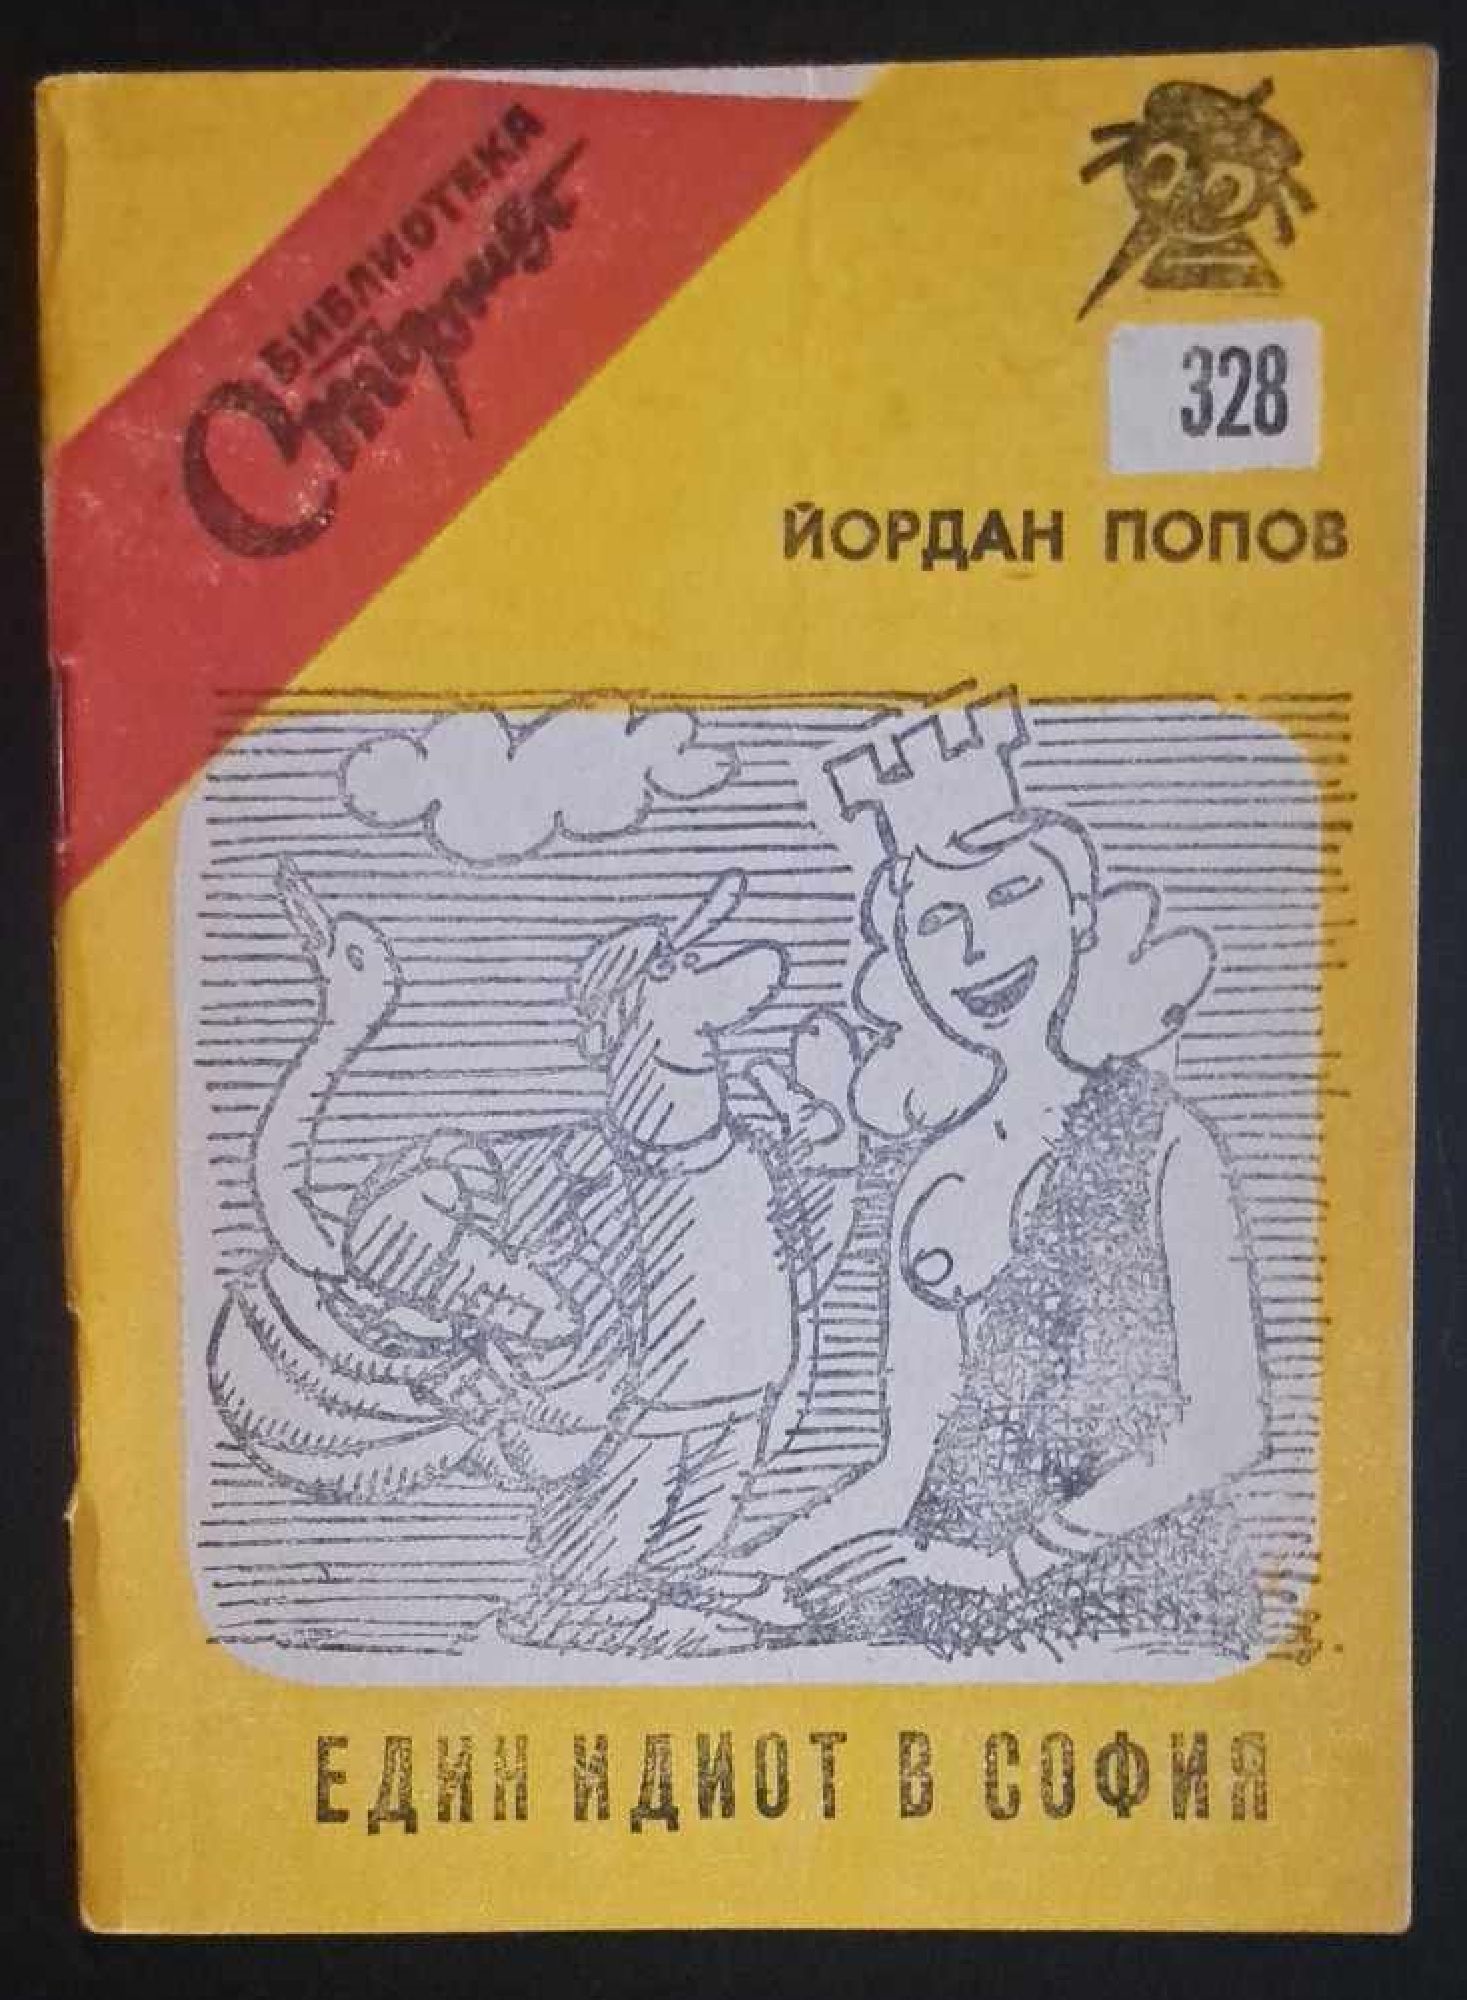 БИБЛИОТЕКА
Стършел
328
ЙОРДАН ПОПОВ
ЕДИН ИДИОТ В СОФИЯ